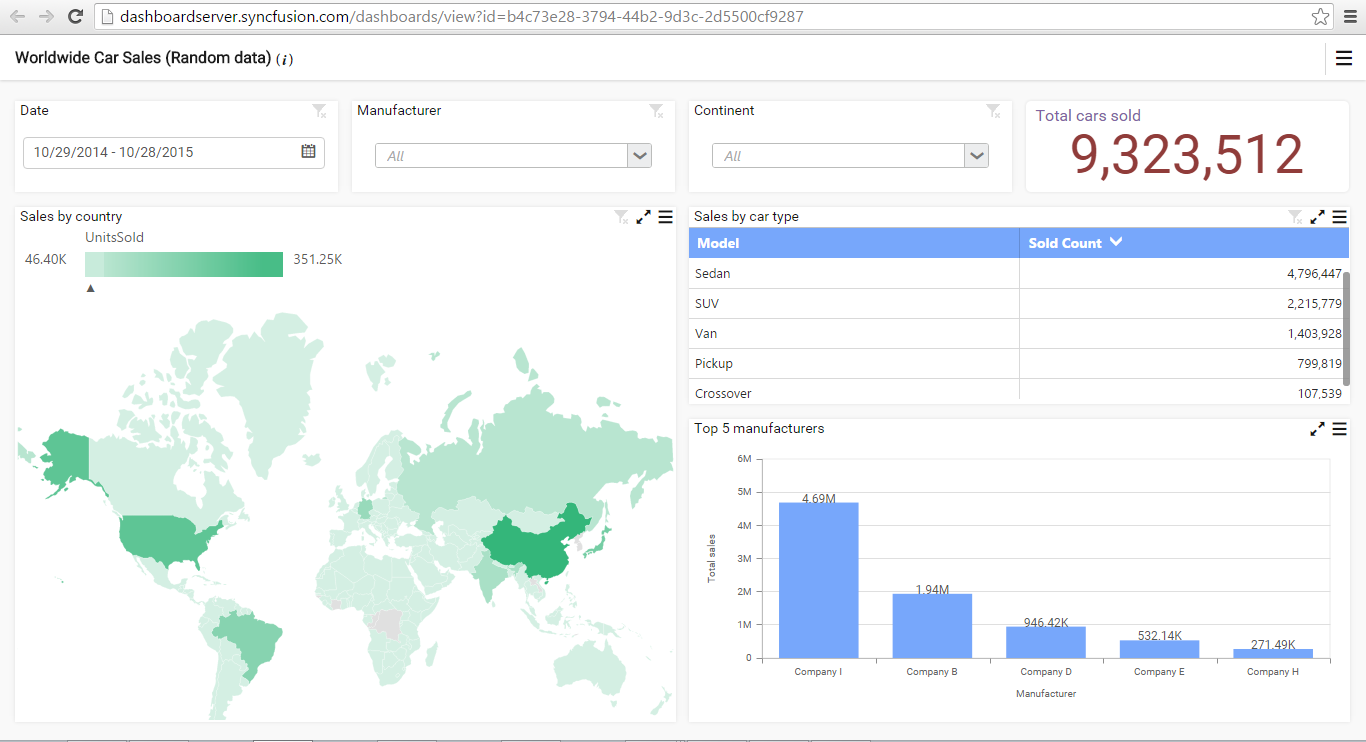 dashboardserver.syncfusion.com/dashboards/view?id=b4c73e28-3794-44b2-9d3c-2d5500cf9287
Worldwide Car Sales (Random data) (i)
Date
10/29/2014 - 10/28/2015
Manufacturer
All
Continent
All
Total cars sold
9,323,512
Sales by country
UnitsSold
46.40K 351.25K
Sales by car type
Model Sold Count
Sedan 4,796,447
SUV 2,215,779
Van 1,403,928
Pickup 799,819
Crossover 107,539
Top 5 manufacturers
6M
5M
4M
3M
2M
1M
0
Total sales
4.69M
1.94M
946.42K
532.14K
271.49K
Company I Company B Company D Company E Company H
Manufacturer